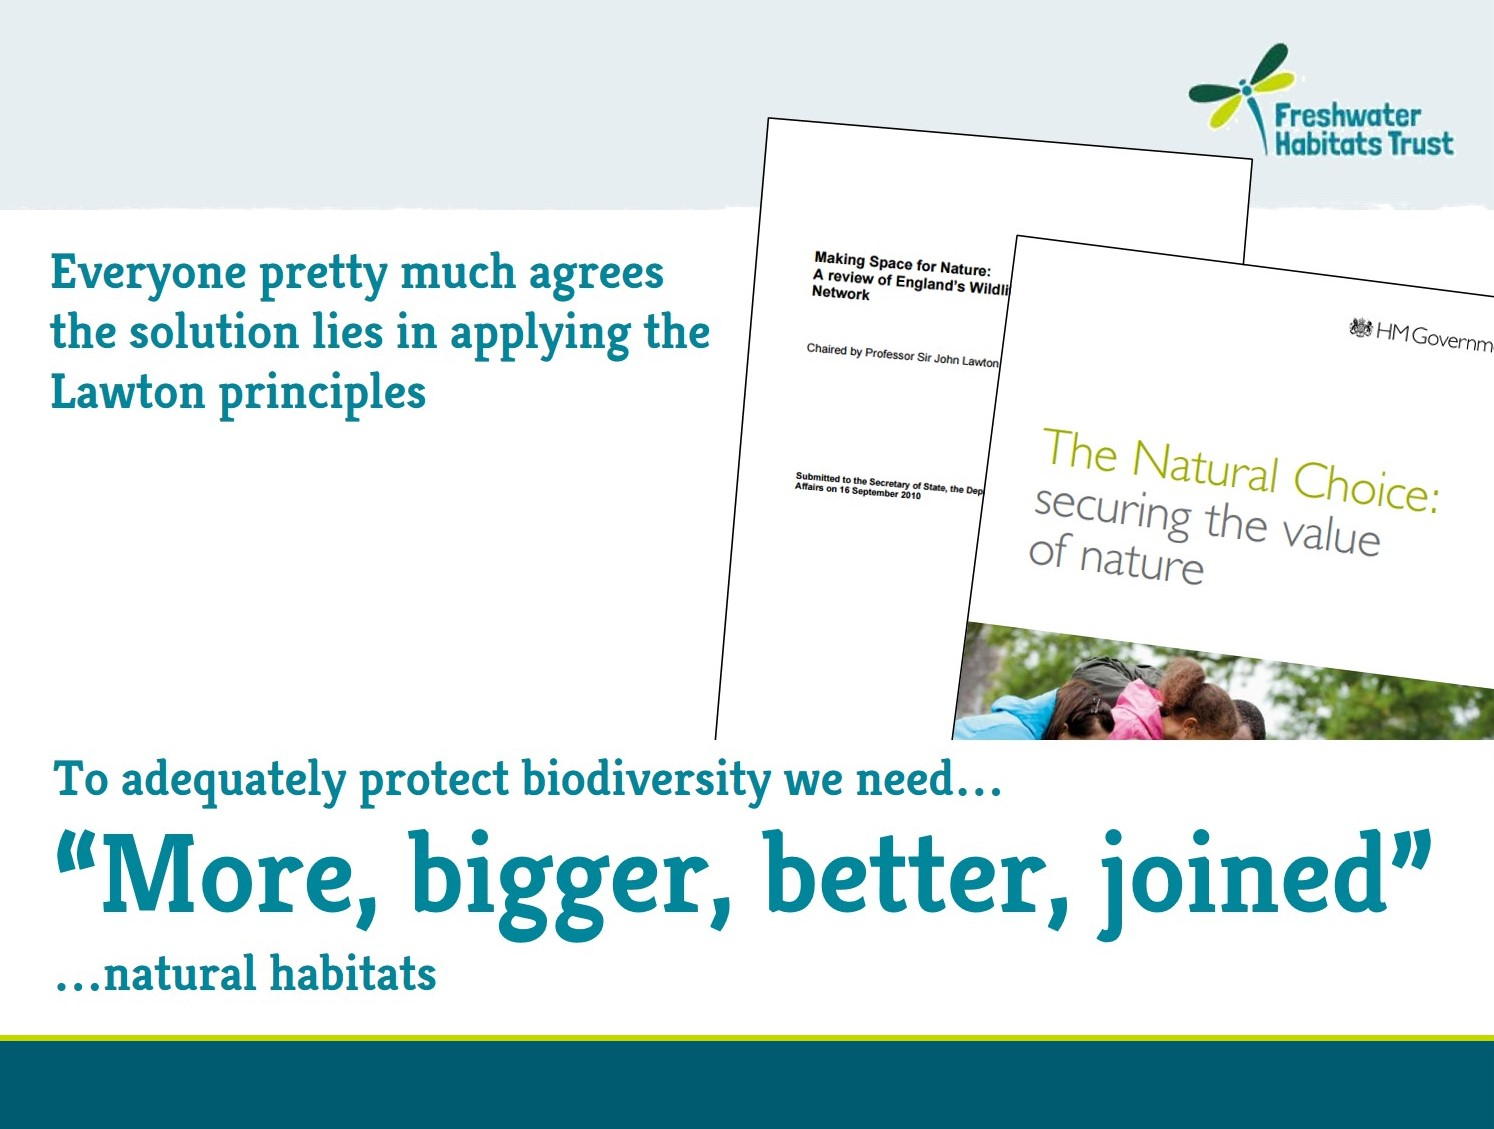 Freshwater
Habitats Trust
Everyone pretty much agrees
the solution lies in applying the
Lawton principles
Making Space for Nature:
A review of England's
Network
Chaired by Professor Sir John Lawton
Submitted to the Secretary of State, the
Affairs on 16 September 2010
HM
The Natural Choice:
securing the value
of nature
To adequately protect biodiversity we need…
“More, bigger, better, joined”
…natural habitats